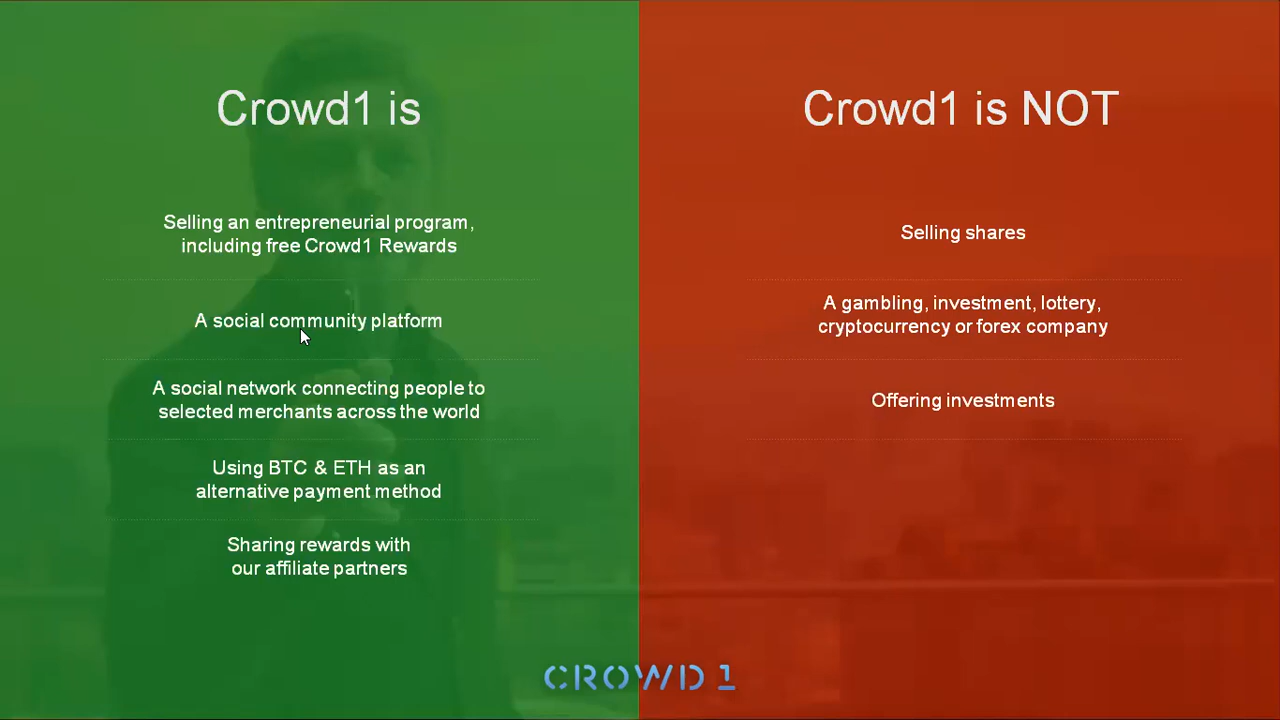 Crowd1 is
Selling an entrepreneurial program,
including free Crowd1 Rewards
A social community platform
A social network connecting people to
selected merchants across the world
Using BTC & ETH as an
alternative payment method
Sharing rewards with
our affiliate partners
Crowd1 is NOT
Selling shares
A gambling, investment, lottery,
cryptocurrency or forex company
Offering investments
CROWD 1